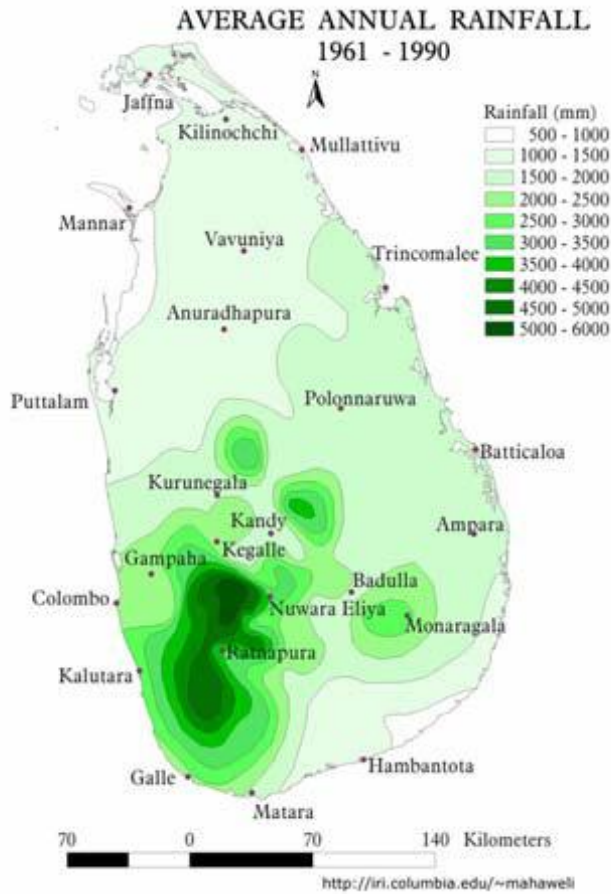 AVERAGE ANNUAL RAINFALL
1961 - 1990
N
Jaffna
Kilinochchi
Mullattivu
Rainfall (mm)
500 - 1000
1000 - 1500
1500 - 2000
2000 - 2500
2500 - 3000
3000 - 3500
3500 - 4000
4000 - 4500
4500 - 5000
5000 - 6000
Mannar
Vavuniya
Trincomalee
Anuradhapura
Puttalam
Polonnaruwa
Batticaloa
Kurunegala
Kandy
Ampara
Kegalle
Gampaha
Badulla
Colombo
Nuwara Eliya
Monaragala
Ratnapura
Kalutara
Hambantota
Galle
Matara
70 0 70 140 Kilometers
http://iri.columbia.edu/~mahaweli